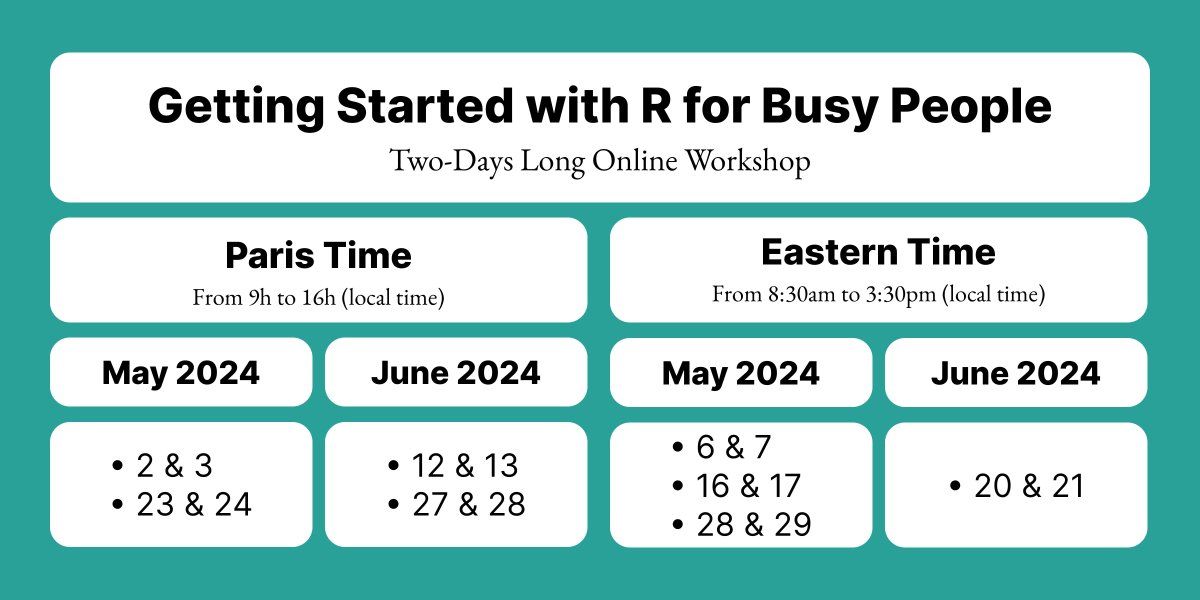 Getting Started with R for Busy People
Two-Days Long Online Workshop
Paris Time
From 9h to 16h (local time)
May 2024
• 2 & 3
• 23 & 24
June 2024
• 12 & 13
• 27 & 28
Eastern Time
From 8:30am to 3:30pm (local time)
May 2024
• 6 & 7
• 16 & 17
• 28 & 29
June 2024
• 20 & 21